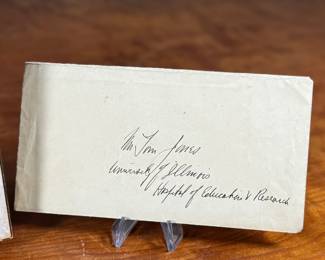 Mr Tom Jones
University of Illinois
Hospital of Education & Research